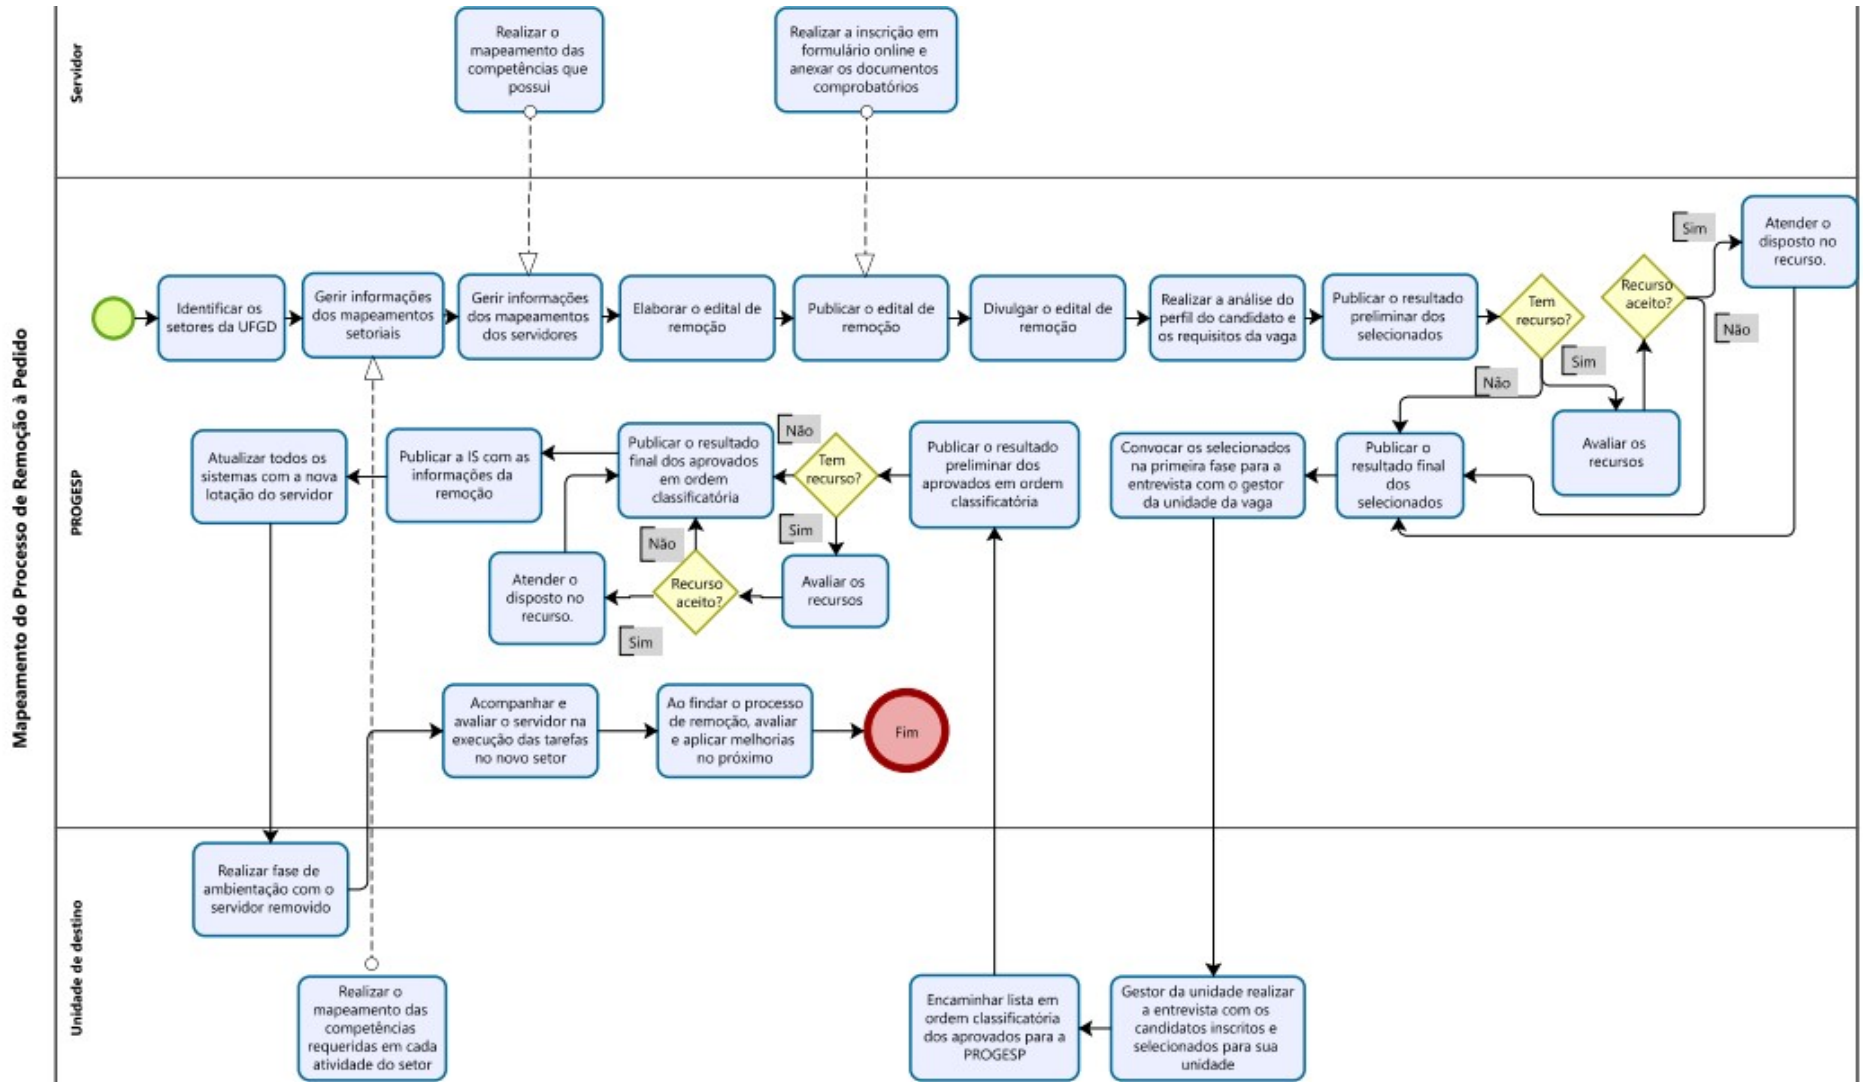 Mapeamento do Processo de Remoção à Pedido
Servidor
Realizar o
mapeamento das
competências que
possui
Realizar a inscrição em
formulário online e
anexar os documentos
comprobatórios
PROGESP
Identificar os
setores da UFGD
Gerir informações
dos mapeamentos
setoriais
Gerir informações
dos mapeamentos
dos servidores
Elaborar o edital de
remoção
Publicar o edital de
remoção
Divulgar o edital de
remoção
Realizar a análise do
perfil do candidato e
os requisitos da vaga
Publicar o resultado
preliminar dos
selecionados
Tem
recurso?
Sim
Não
Avaliar os
recursos
Recurso
aceito?
Sim
Não
Atender o
disposto no
recurso.
Publicar o
resultado final
dos
selecionados
Convocar os selecionados
na primeira fase para a
entrevista com o gestor
da unidade da vaga
Publicar o resultado
preliminar dos
aprovados em ordem
classificatória
Tem
recurso?
Não
Sim
Avaliar os
recursos
Recurso
aceito?
Não
Sim
Atender o
disposto no
recurso.
Publicar o resultado
final dos aprovados
em ordem
classificatória
Publicar a IS com as
informações da
remoção
Atualizar todos os
sistemas com a nova
lotação do servidor
Acompanhar e
avaliar o servidor na
execução das tarefas
no novo setor
Ao findar o processo
de remoção, avaliar
e aplicar melhorias
no próximo
Fim
Unidade de destino
Realizar fase de
ambientação com o
servidor removido
Realizar o
mapeamento das
competências
requeridas em cada
atividade do setor
Encaminhar lista em
ordem classificatória
dos aprovados para a
PROGESP
Gestor da unidade realizar
a entrevista com os
candidatos inscritos e
selecionados para sua
unidade